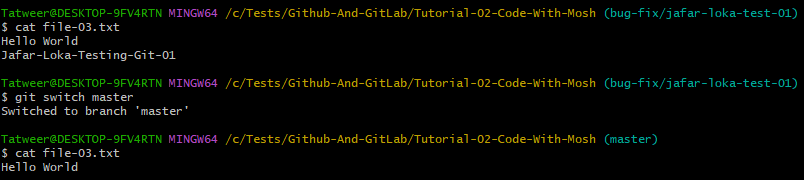 Tatweer@DESKTOP-9FV4RTN MINGW64 /c/Tests/Github-And-GitLab/Tutorial-02-Code-With-Mosh (bug-fix/jafar-loka-test-01)
$ cat file-03.txt
Hello World
Jafar-Loka-Testing-Git-01
Tatweer@DESKTOP-9FV4RTN MINGW64 /c/Tests/Github-And-GitLab/Tutorial-02-Code-With-Mosh (bug-fix/jafar-loka-test-01)
$ git switch master
Switched to branch 'master'
Tatweer@DESKTOP-9FV4RTN MINGW64 /c/Tests/Github-And-GitLab/Tutorial-02-Code-With-Mosh (master)
$ cat file-03.txt
Hello World